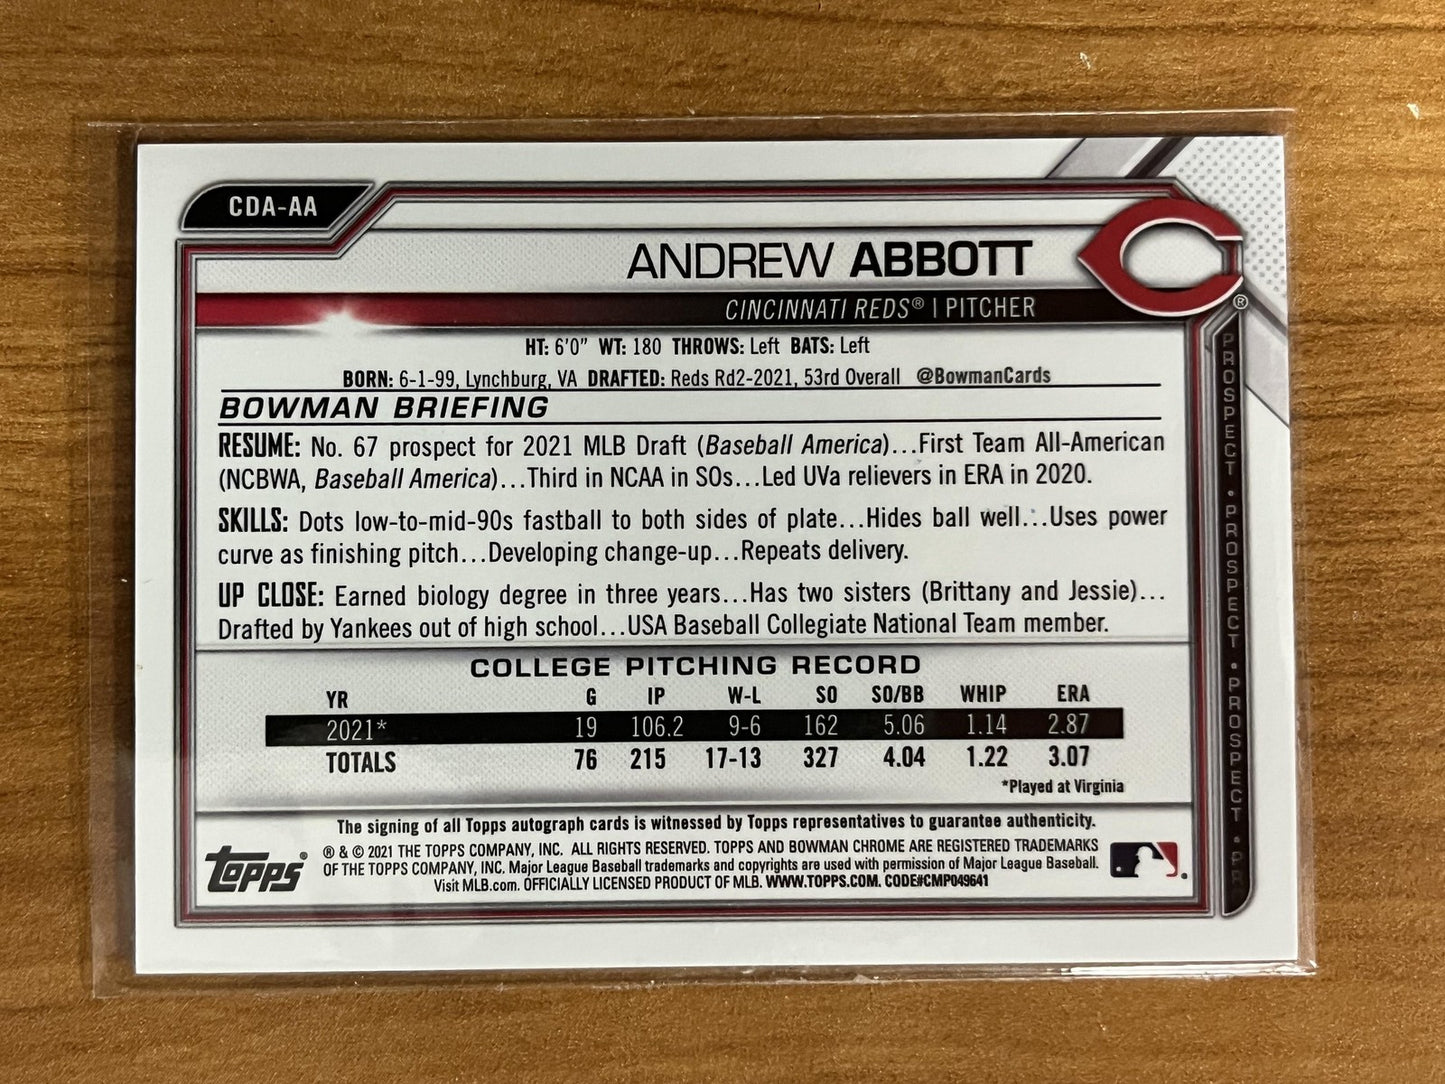 CDA-AA
ANDREW ABBOTT
CINCINNATI REDS® | PITCHER
®
HT: 6'0" WT: 180 THROWS: Left BATS: Left
BORN: 6-1-99, Lynchburg, VA DRAFTED: Reds Rd2-2021, 53rd Overall @BowmanCards
BOWMAN BRIEFING
RESUME: No. 67 prospect for 2021 MLB Draft (Baseball America)...First Team All-American
(NCBWA, Baseball America)...Third in NCAA in SOs...Led UVa relievers in ERA in 2020.
SKILLS: Dots low-to-mid-90s fastball to both sides of plate...Hides ball well...Uses power
curve as finishing pitch...Developing change-up...Repeats delivery.
UP CLOSE: Earned biology degree in three years...Has two sisters (Brittany and Jessie)...
Drafted by Yankees out of high school...USA Baseball Collegiate National Team member.
COLLEGE PITCHING RECORD
YR G IP W-L SO SO/BB WHIP ERA
2021* 19 106.2 9-6 162 5.06 1.14 2.87
TOTALS 76 215 17-13 327 4.04 1.22 3.07
*Played at Virginia
The signing of all Topps autograph cards is witnessed by Topps representatives to guarantee authenticity.
Topps®
® & © 2021 THE TOPPS COMPANY, INC. ALL RIGHTS RESERVED. TOPPS AND BOWMAN CHROME ARE REGISTERED TRADEMARKS
OF THE TOPPS COMPANY, INC. Major League Baseball trademarks and copyrights are used with permission of Major League Baseball.
Visit MLB.com. OFFICIALLY LICENSED PRODUCT OF MLB. WWW.TOPPS.COM. CODE#CMP049641
PROSPECT • PROSPECT • PROSPECT • PR